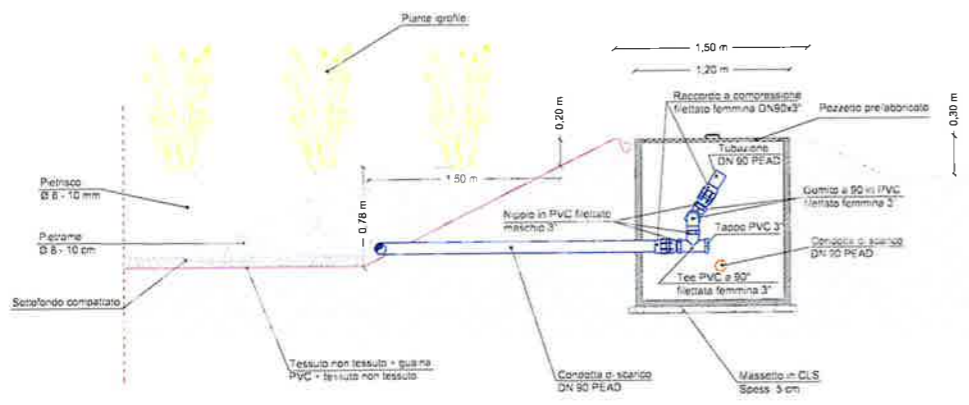 Piante igrofile
1,50 m
1,20 m
Raccordo a compressione
filettato femmina DN90x3"
Pozzetto prefabbricato
0,30 m
0,20 m
Tubazione
DN 90 PEAD
Pietrisco
Ø 6 - 10 mm
1,50 m
Gomito a 90 in PVC
filettato femmina 3"
Nipplo in PVC filettato
maschio 3"
0,78 m
Tappo PVC 3"
Pietrame
Ø 8 - 10 cm
Condotta di scarico
DN 90 PEAD
Tee PVC a 90°
filettata femmina 3"
Sottofondo compattato
Tessuto non tessuto + guaina
PVC + tessuto non tessuto
Condotta di scarico
DN 90 PEAD
Massetto in CLS
Spess. 5 cm